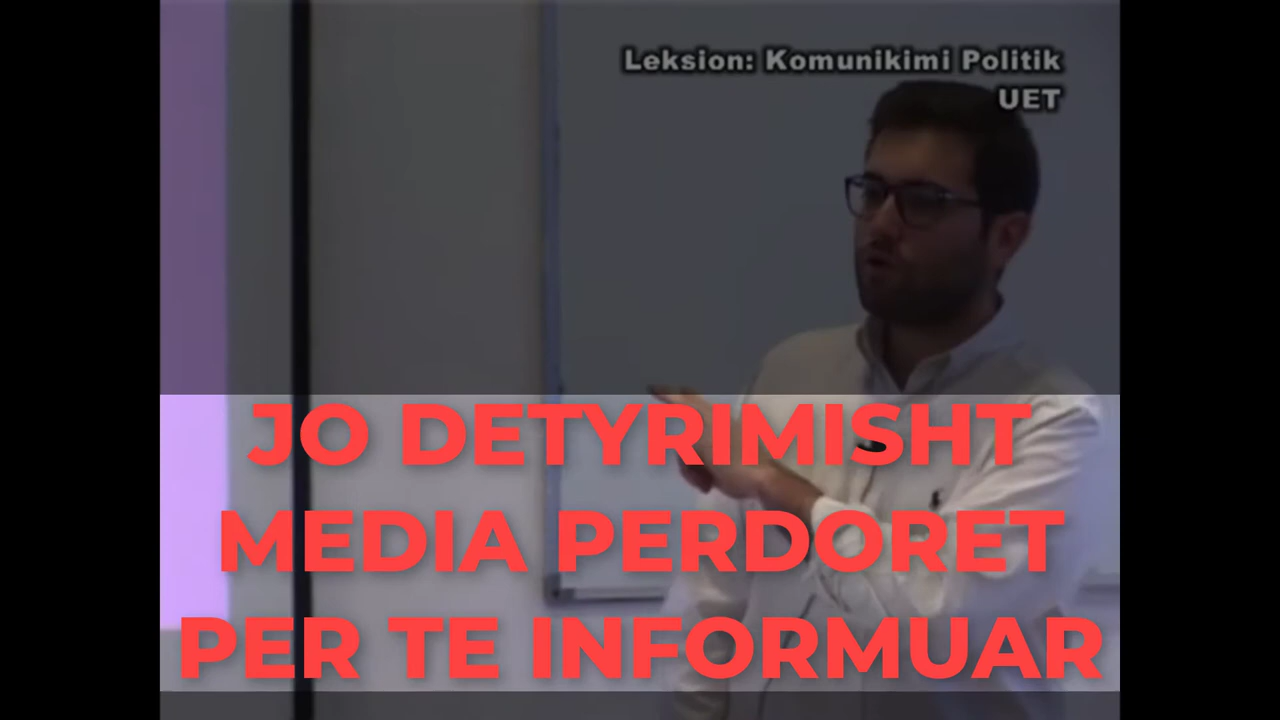 Leksion: Komunikimi Politik
UET
JO DETYRIMISHT
MEDIA PERDORET
PER TE INFORMUAR